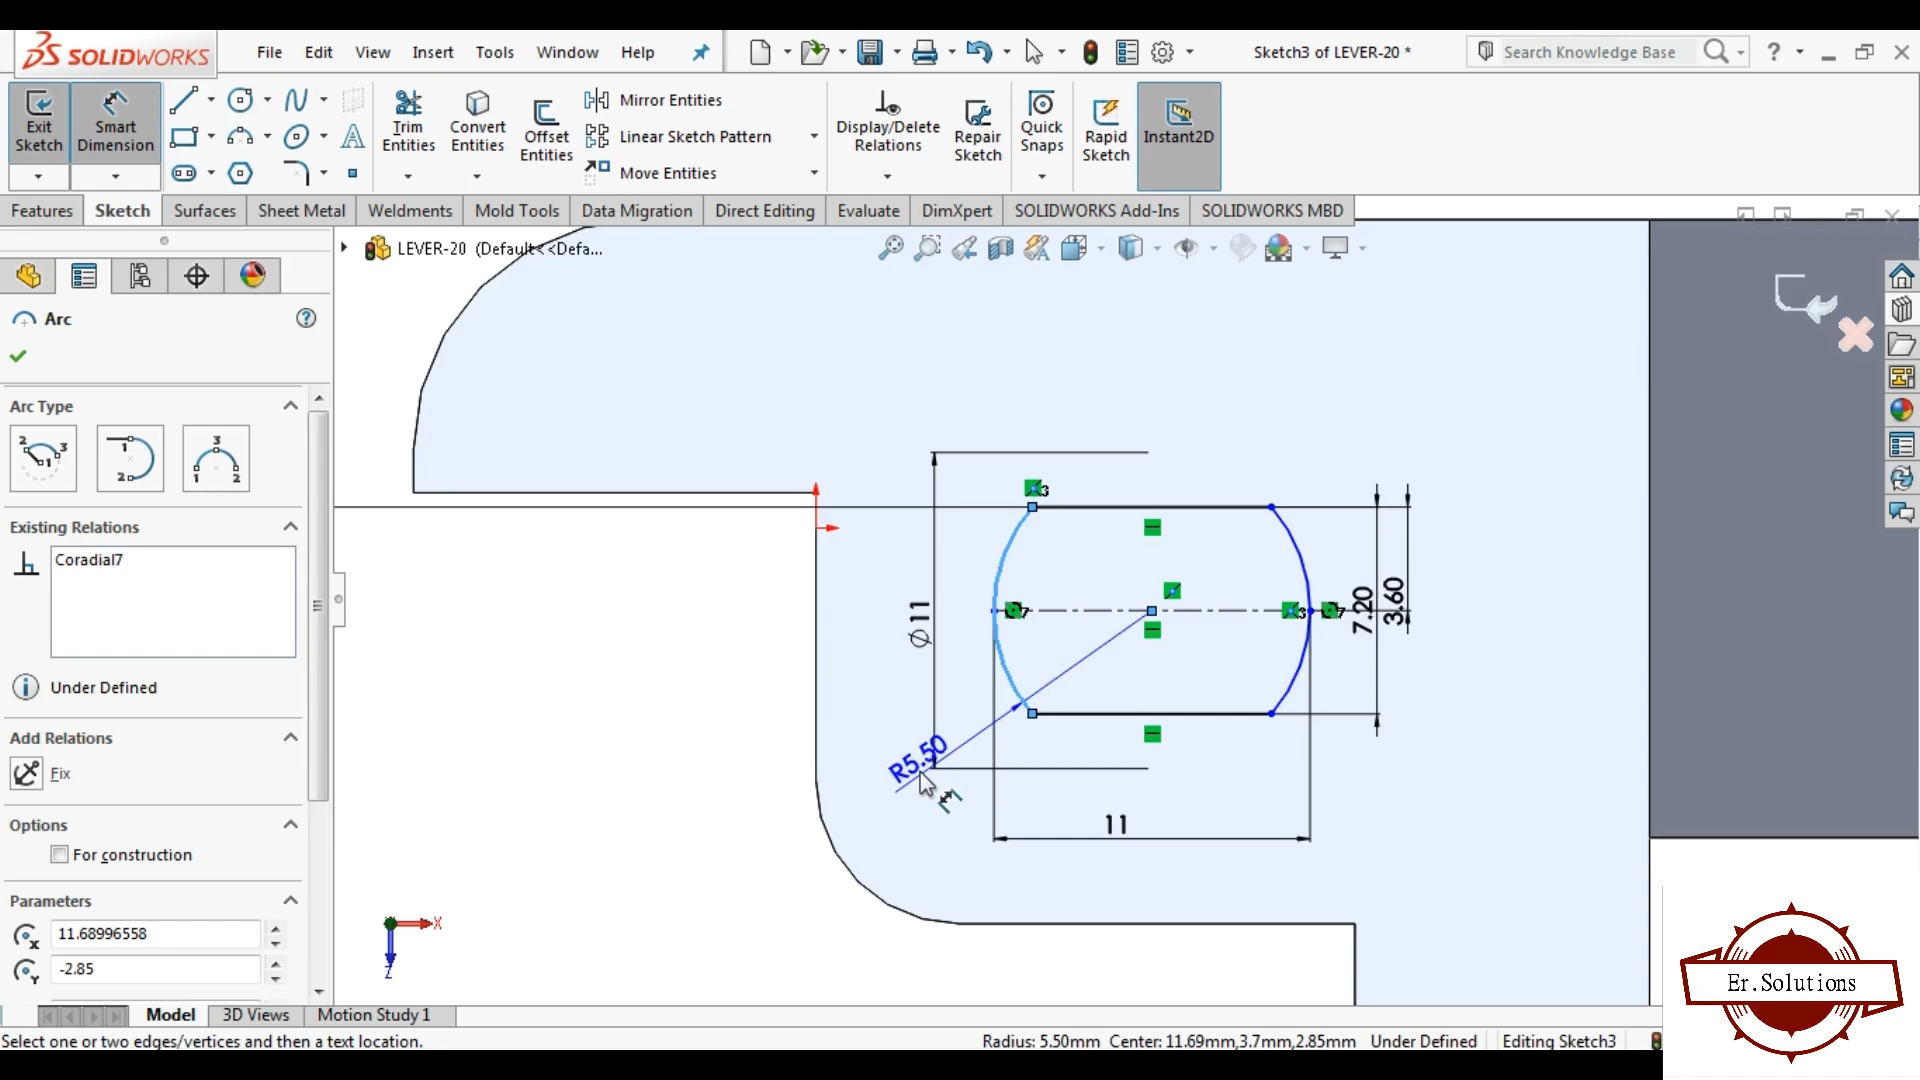 SOLIDWORKS
File Edit View Insert Tools Window Help
Sketch3 of LEVER-20 *
Search Knowledge Base
?
Exit Sketch
Smart Dimension
Trim Entities
Convert Entities
Offset Entities
Mirror Entities
Linear Sketch Pattern
Move Entities
Display/Delete Relations
Repair Sketch
Quick Snaps
Rapid Sketch
Instant2D
Features Sketch Surfaces Sheet Metal Weldments Mold Tools Data Migration Direct Editing Evaluate DimXpert SOLIDWORKS Add-Ins SOLIDWORKS MBD
LEVER-20 (Default<<Defa...
Arc
Arc Type
Existing Relations
Coradial7
Under Defined
Add Relations
Fix
Options
For construction
Parameters
11.68996558
-2.85
3
7
3
7
∅11
R5.50
11
7.20
3.60
X
Z
Model 3D Views Motion Study 1
Select one or two edges/vertices and then a text location.
Radius: 5.50mm Center: 11.69mm,3.7mm,2.85mm Under Defined Editing Sketch3
Er.Solutions